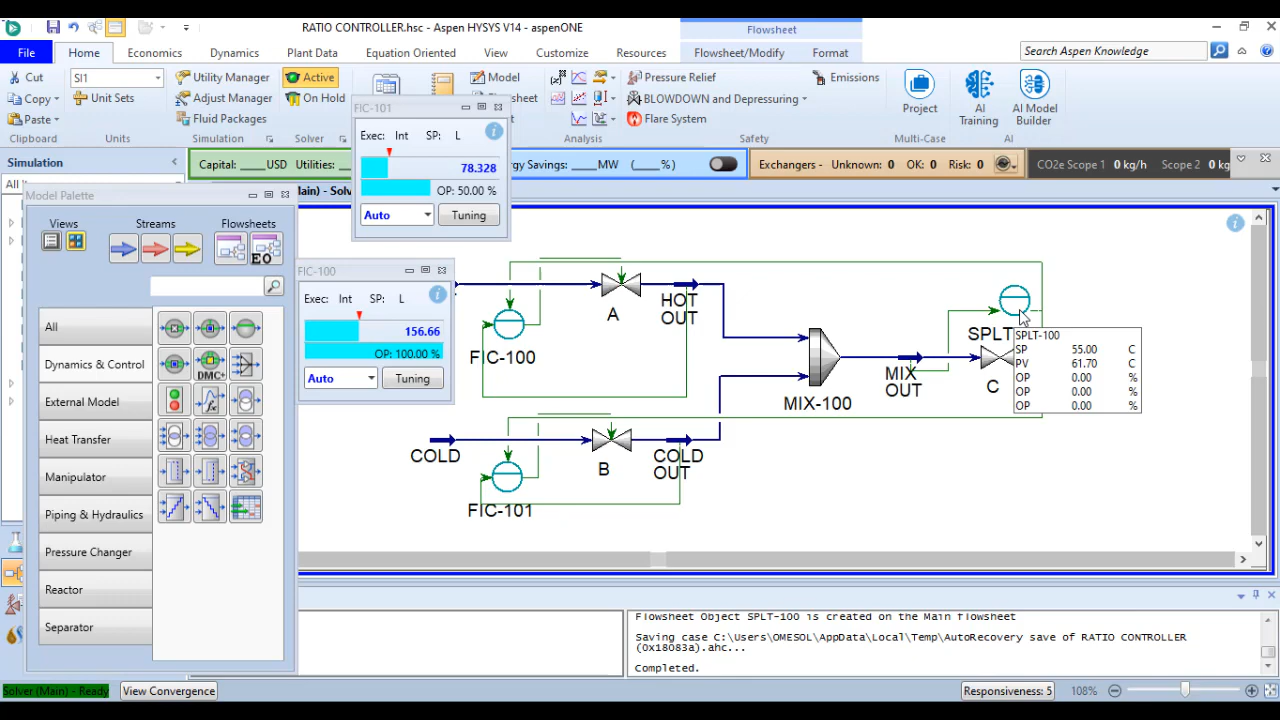 RATIO CONTROLLER.hsc - Aspen HYSYS V14 - aspenONE
Flowsheet
File Home Economics Dynamics Plant Data Equation Oriented View Customize Resources Flowsheet/Modify Format Search Aspen Knowledge
Cut SI1 Utility Manager Active Model Pressure Relief Emissions
Copy Unit Sets Adjust Manager On Hold BLOWDOWN and Depressuring Project AI Training AI Model Builder
Paste Fluid Packages Flare System
Clipboard Units Simulation Solver Analysis Safety Multi-Case AI
Simulation Capital: ____USD Utilities: Savings: ____MW (____%) Exchangers - Unknown: 0 OK: 0 Risk: 0 CO2e Scope 1 0 kg/h Scope 2 0 kg
FIC-101
Exec: Int SP: L
78.328
OP: 50.00 %
Auto Tuning
Model Palette
Views Streams Flowsheets
EO
All
Dynamics & Control
DMC+
External Model
Heat Transfer
Manipulator
Piping & Hydraulics
Pressure Changer
Reactor
Separator
FIC-100
Exec: Int SP: L
156.66
OP: 100.00 %
Auto Tuning
FIC-100
A
HOT
OUT
COLD
B
COLD
OUT
FIC-101
MIX-100
MIX
OUT
C
SPLT
SPLT-100
SP 55.00 C
PV 61.70 C
OP 0.00 %
OP 0.00 %
OP 0.00 %
Flowsheet Object SPLT-100 is created on the Main flowsheet
Saving case C:\Users\OMESOL\AppData\Local\Temp\AutoRecovery save of RATIO CONTROLLER
(0x18083a).ahc...
Completed.
Solver (Main) - Ready View Convergence Responsiveness: 5 108%